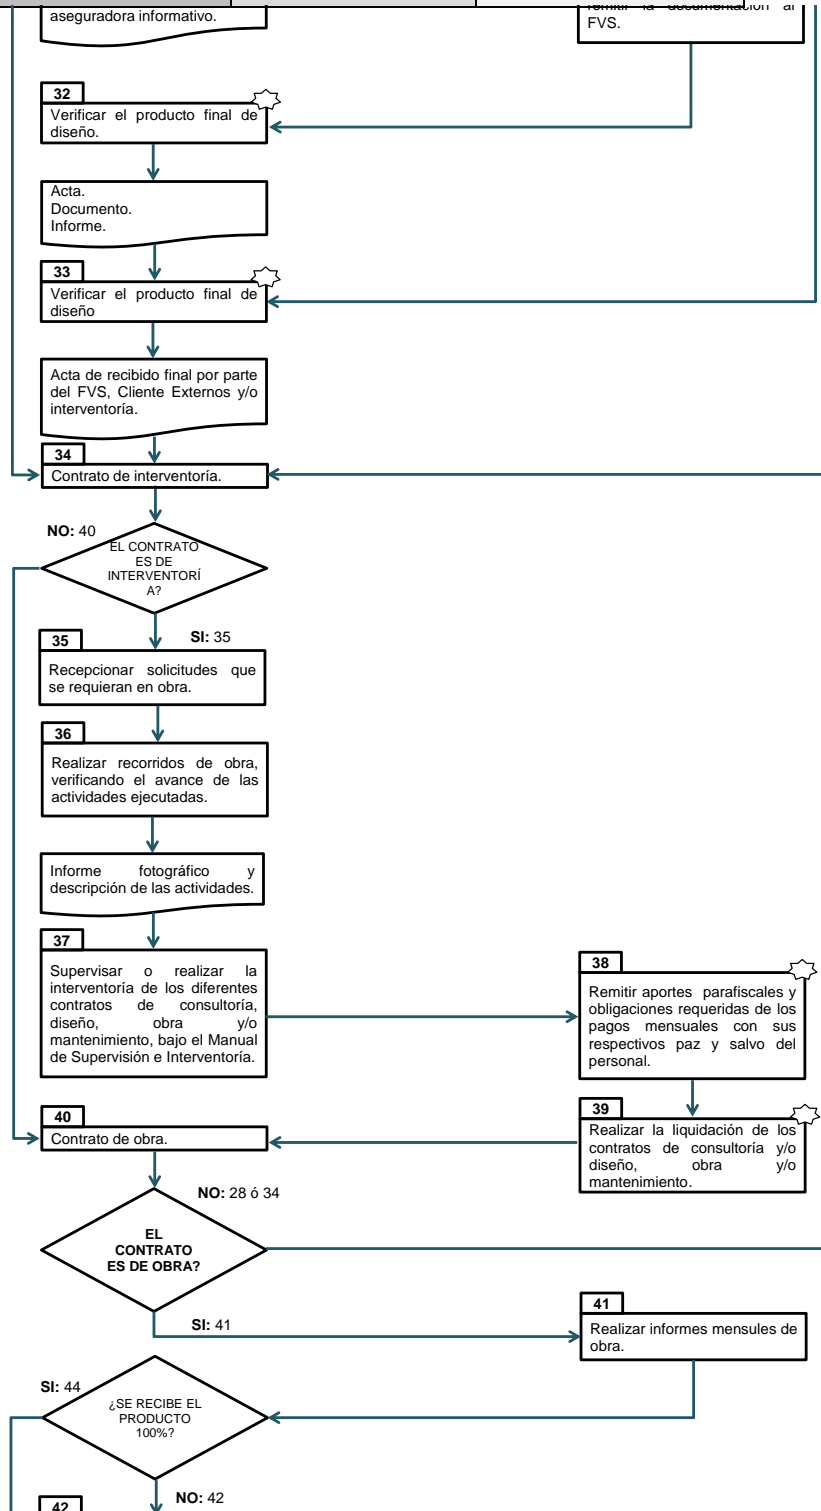 aseguradora informativo.
remitir la documentación al
FVS.
32
Verificar el producto final de
diseño.
Acta.
Documento.
Informe.
33
Verificar el producto final de
diseño
Acta de recibido final por parte
del FVS, Cliente Externos y/o
interventoría.
34
Contrato de interventoría.
NO: 40
EL CONTRATO
ES DE
INTERVENTORÍ
A?
SI: 35
35
Recepcionar solicitudes que
se requieran en obra.
36
Realizar recorridos de obra,
verificando el avance de las
actividades ejecutadas.
Informe fotográfico y
descripción de las actividades.
37
Supervisar o realizar la
interventoría de los diferentes
contratos de consultoría,
diseño, obra y/o
mantenimiento, bajo el Manual
de Supervisión e Interventoría.
38
Remitir aportes parafiscales y
obligaciones requeridas de los
pagos mensuales con sus
respectivos paz y salvo del
personal.
39
Realizar la liquidación de los
contratos de consultoría y/o
diseño, obra y/o
mantenimiento.
40
Contrato de obra.
NO: 28 ó 34
EL
CONTRATO
ES DE OBRA?
SI: 41
41
Realizar informes mensules de
obra.
SI: 44
¿SE RECIBE EL
PRODUCTO
100%?
NO: 42
42